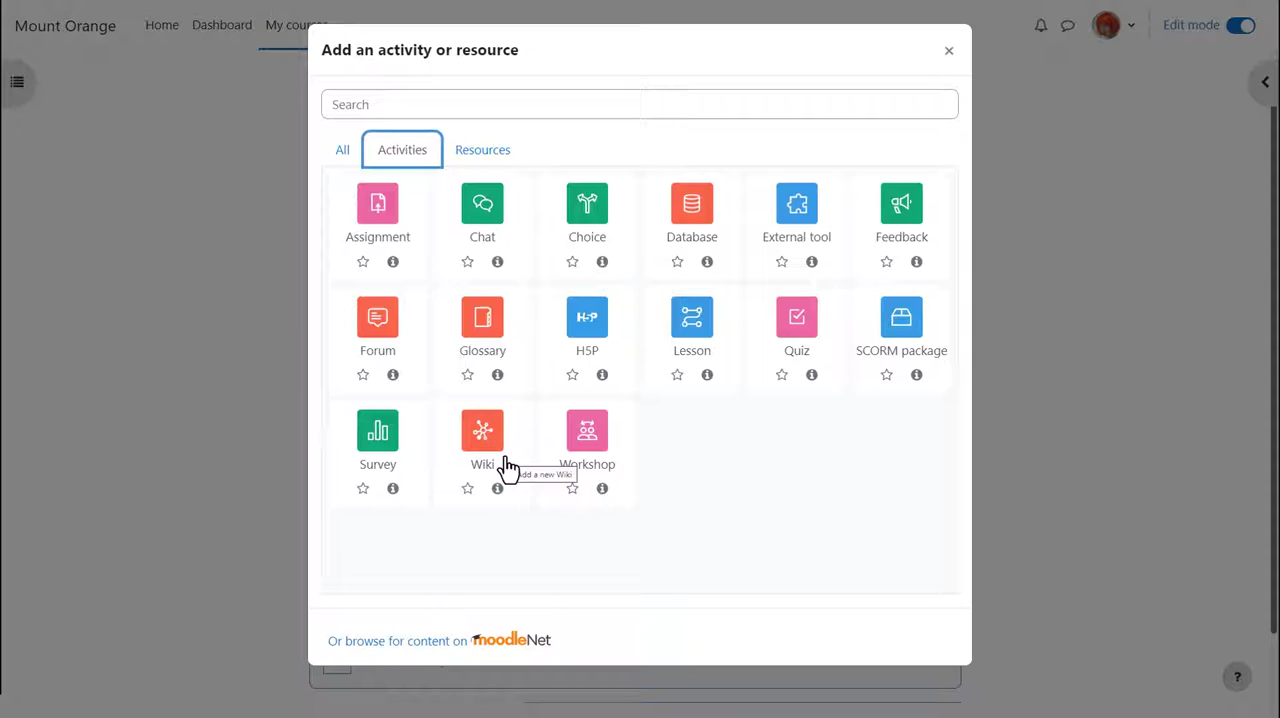 Mount Orange
Home Dashboard My cour
Edit mode
Add an activity or resource
×
Search
All Activities Resources
Assignment Chat Choice Database External tool Feedback
Forum Glossary H5P Lesson Quiz SCORM package
Survey Wiki Workshop
Add a new Wiki
Or browse for content on moodleNet
?